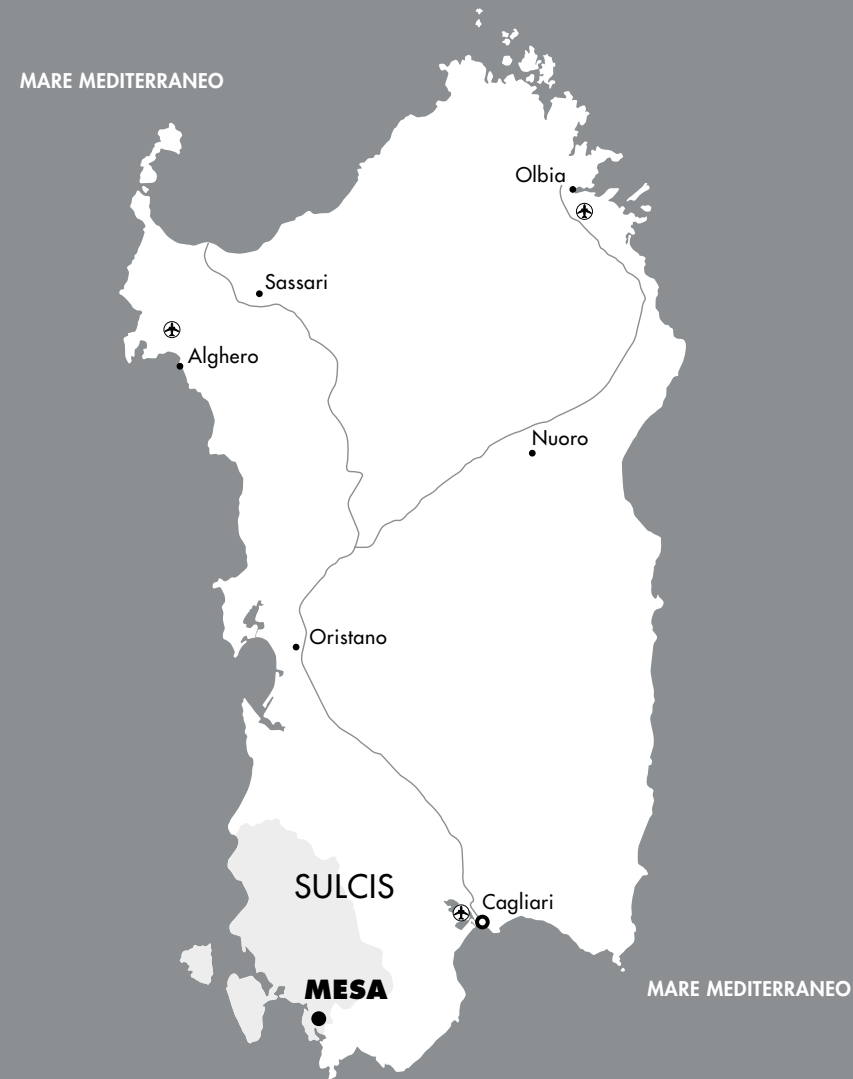 MARE MEDITERRANEO
Olbia
Sassari
Alghero
Nuoro
Oristano
SULCIS
Cagliari
MESA
MARE MEDITERRANEO